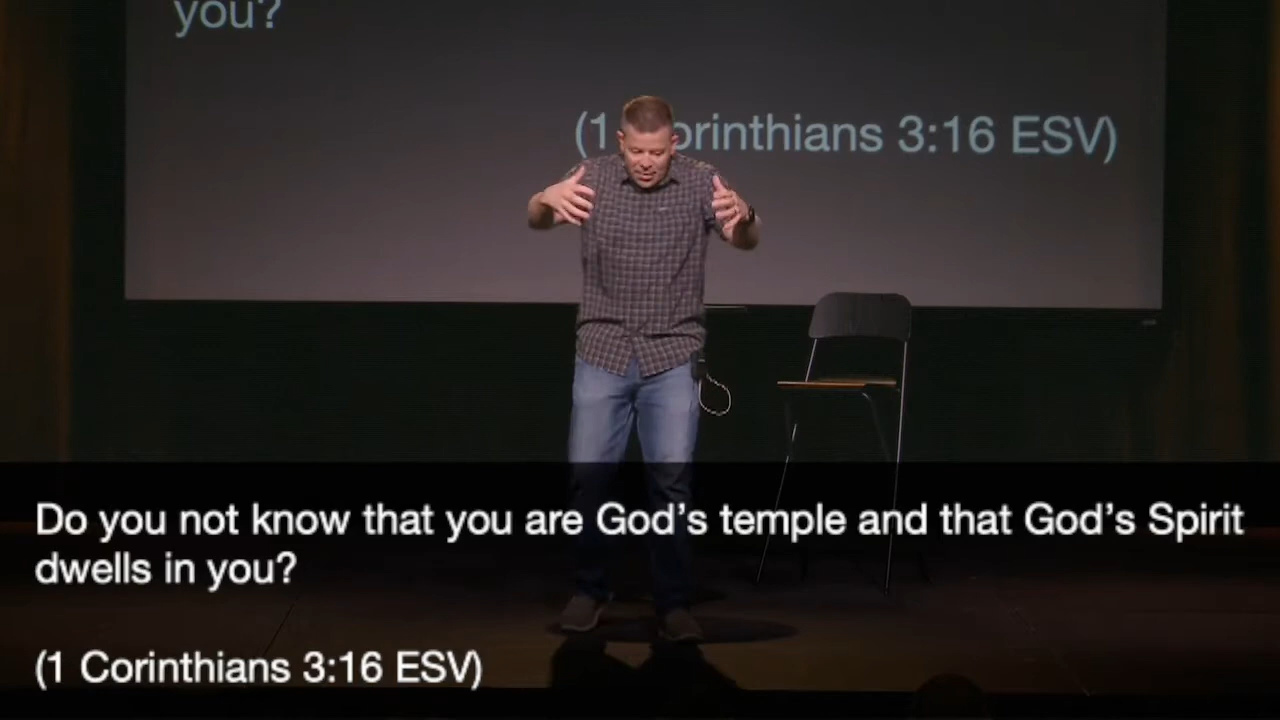 you?
(1 orinthians 3:16 ESV)
Do you not know that you are God's temple and that God's Spirit
dwells in you?
(1 Corinthians 3:16 ESV)